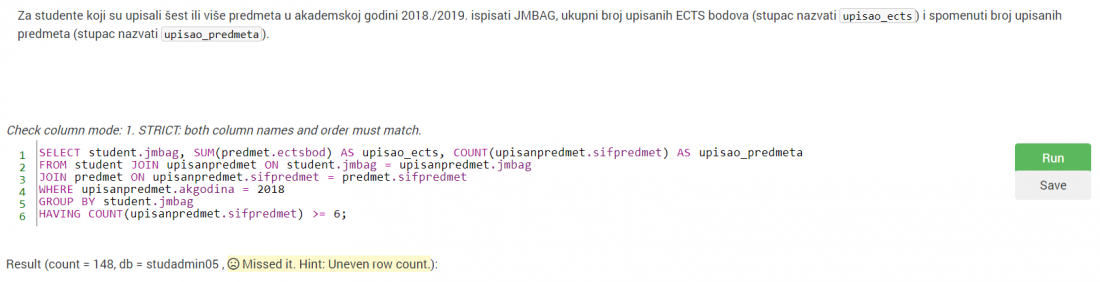 Za studente koji su upisali šest ili više predmeta u akademskoj godini 2018./2019. ispisati JMBAG, ukupni broj upisanih ECTS bodova (stupac nazvati upisao_ects) i spomenuti broj upisanih
predmeta (stupac nazvati upisao_predmeta).
Check column mode: 1. STRICT: both column names and order must match.
1 SELECT student.jmbag, SUM(predmet.ectsbod) AS upisao_ects, COUNT(upisanpredmet.sifpredmet) AS upisao_predmeta
2 FROM student JOIN upisanpredmet ON student.jmbag = upisanpredmet.jmbag
3 JOIN predmet ON upisanpredmet.sifpredmet = predmet.sifpredmet
4 WHERE upisanpredmet.akgodina = 2018
5 GROUP BY student.jmbag
6 HAVING COUNT(upisanpredmet.sifpredmet) >= 6;
Run
Save
Result (count = 148, db = studadmin05 , Missed it. Hint: Uneven row count.):